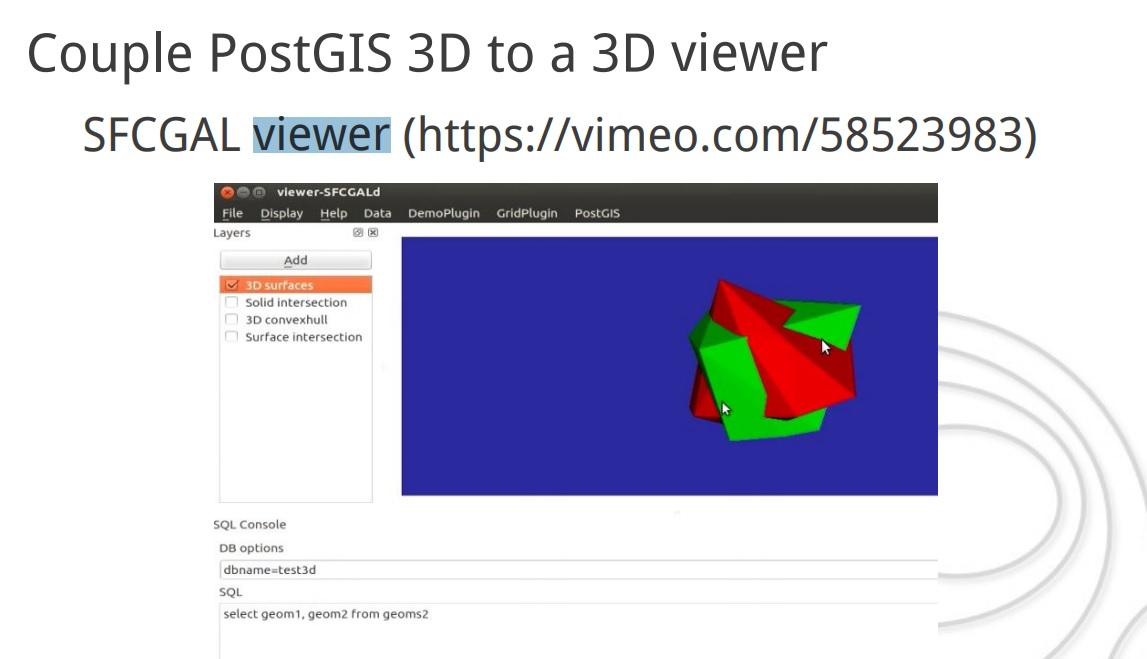 Couple PostGIS 3D to a 3D viewer
SFCGAL viewer (https://vimeo.com/58523983)
viewer-SFCGALd
File Display Help Data DemoPlugin GridPlugin PostGIS
Layers
Add
3D surfaces
Solid intersection
3D convexhull
Surface intersection
SQL Console
DB options
dbname=test3d
SQL
select geom1, geom2 from geoms2